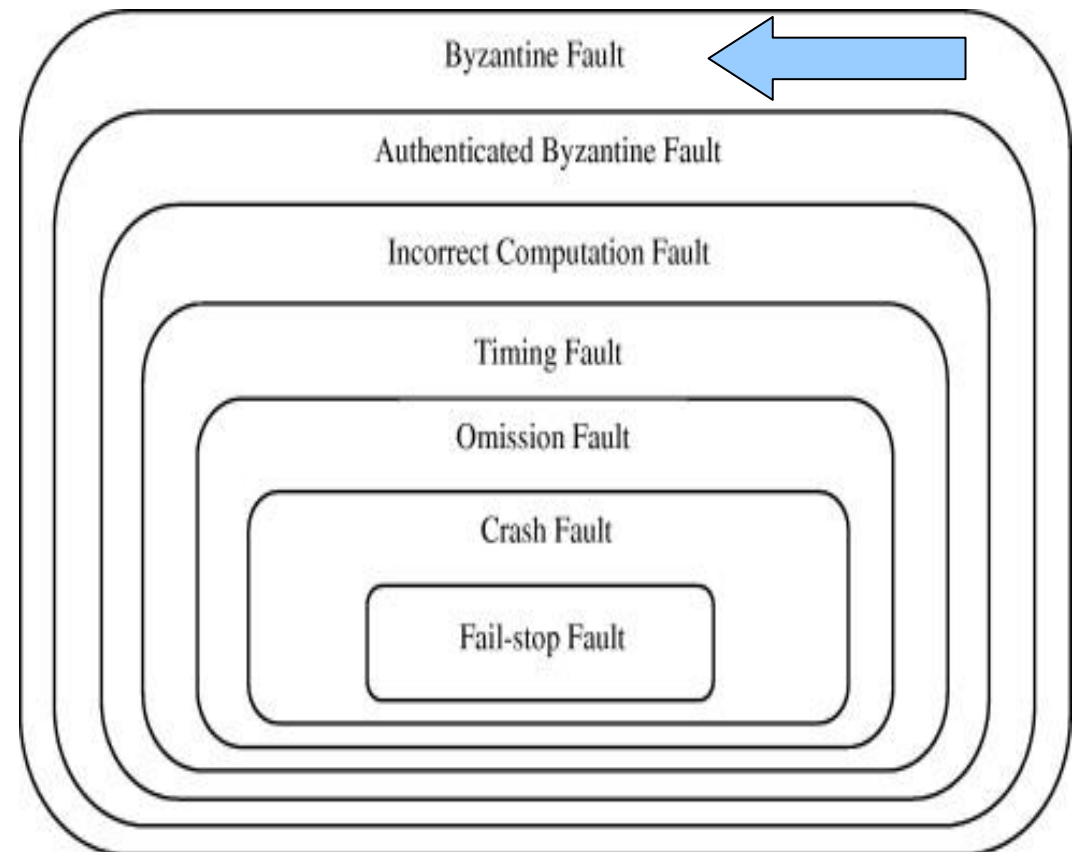 Byzantine Fault
Authenticated Byzantine Fault
Incorrect Computation Fault
Timing Fault
Omission Fault
Crash Fault
Fail-stop Fault